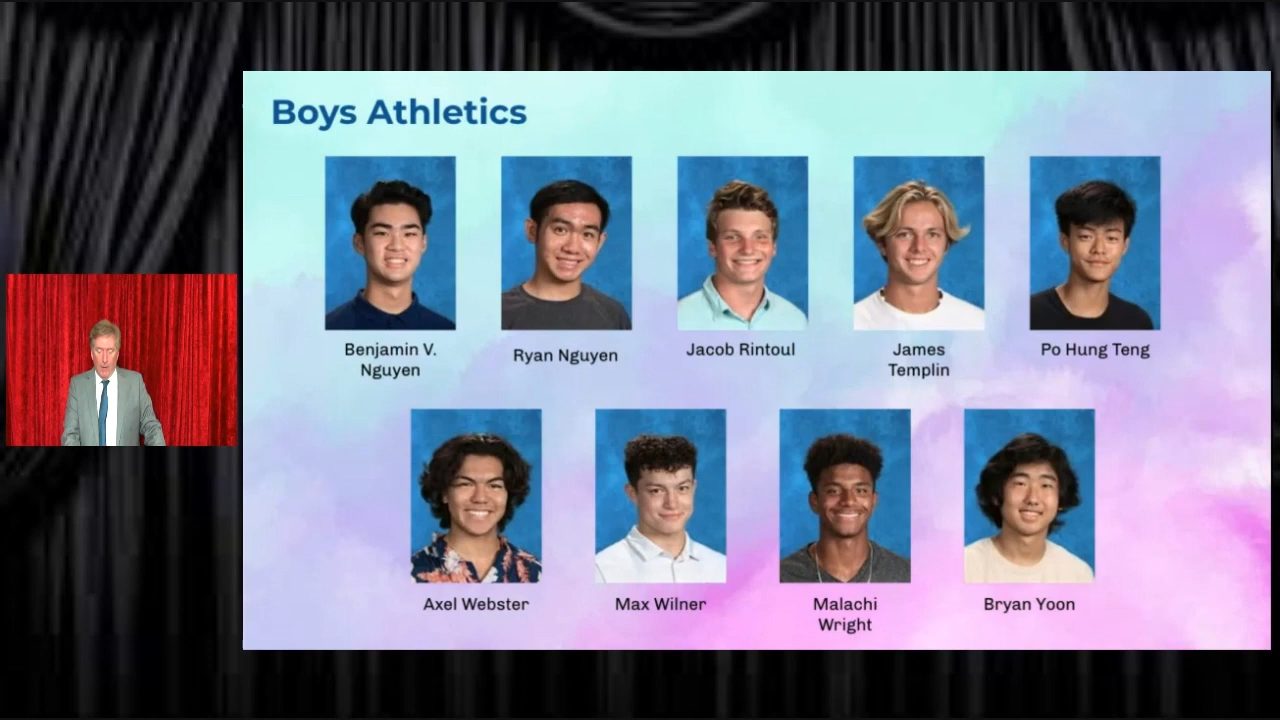 Boys Athletics
Benjamin V.
Nguyen
Ryan Nguyen
Jacob Rintoul
James
Templin
Po Hung Teng
Axel Webster
Max Wilner
Malachi
Wright
Bryan Yoon